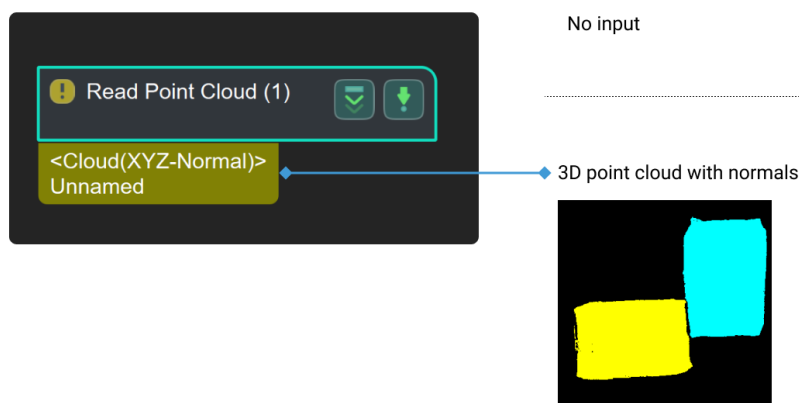 No input
Read Point Cloud (1)
<Cloud(XYZ-Normal)>
Unnamed
3D point cloud with normals